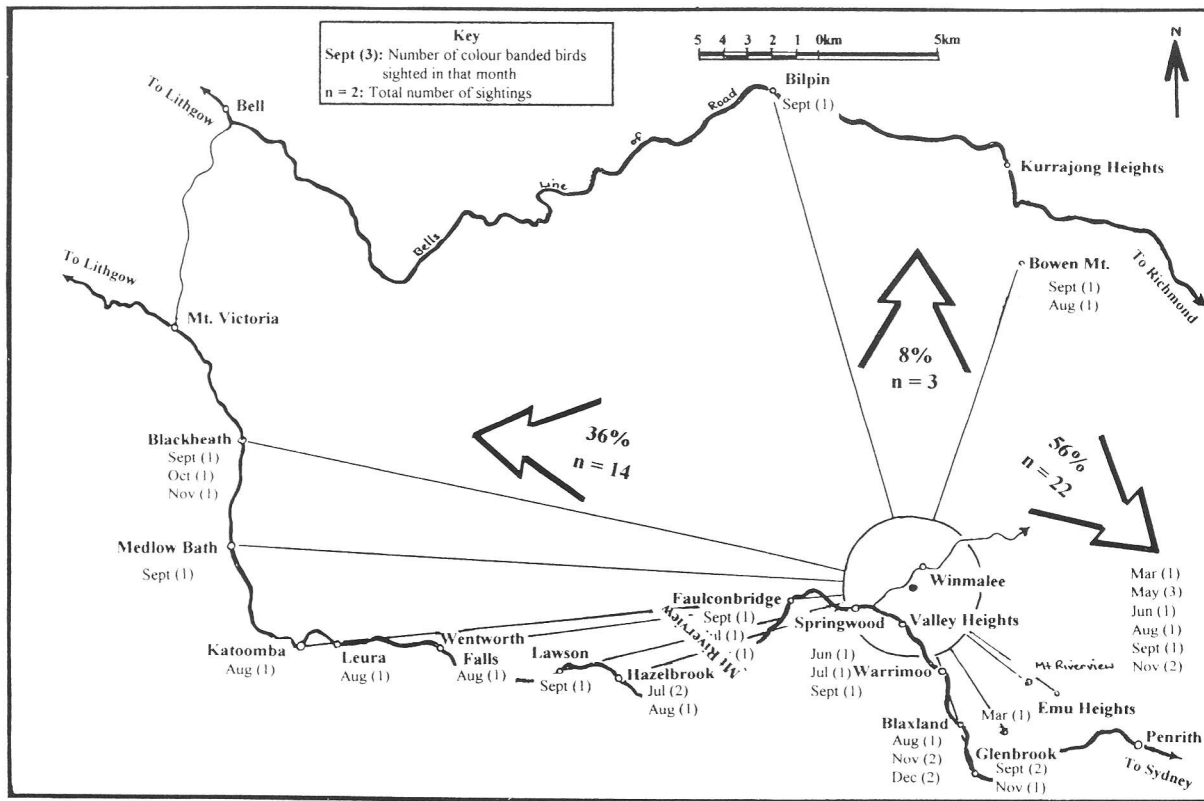 Key
Sept (3): Number of colour banded birds
sighted in that month
n = 2: Total number of sightings
5 4 3 2 1 0km 5km
N
To Lithgow
Bell
Bells Line of Road
Bilpin
Sept (1)
Kurrajong Heights
To Richmond
Bowen Mt.
Sept (1)
Aug (1)
To Lithgow
Mt. Victoria
8%
n = 3
36%
n = 14
56%
n = 22
Blackheath
Sept (1)
Oct (1)
Nov (1)
Medlow Bath
Sept (1)
Katoomba
Aug (1)
Leura
Aug (1)
Wentworth
Falls
Aug (1)
Lawson
Sept (1)
Hazelbrook
Jul (2)
Aug (1)
Faulconbridge
Sept (1)
Jul (1)
(1)
Mt Riverview
Springwood
Winmalee
Valley Heights
Jun (1)
Jul (1)
Sept (1)
Warrimoo
Mar (1)
May (3)
Jun (1)
Aug (1)
Sept (1)
Nov (2)
Mt Riverview
Emu Heights
Mar (1)
Blaxland
Aug (1)
Nov (2)
Dec (2)
Glenbrook
Sept (2)
Nov (1)
Penrith
To Sydney